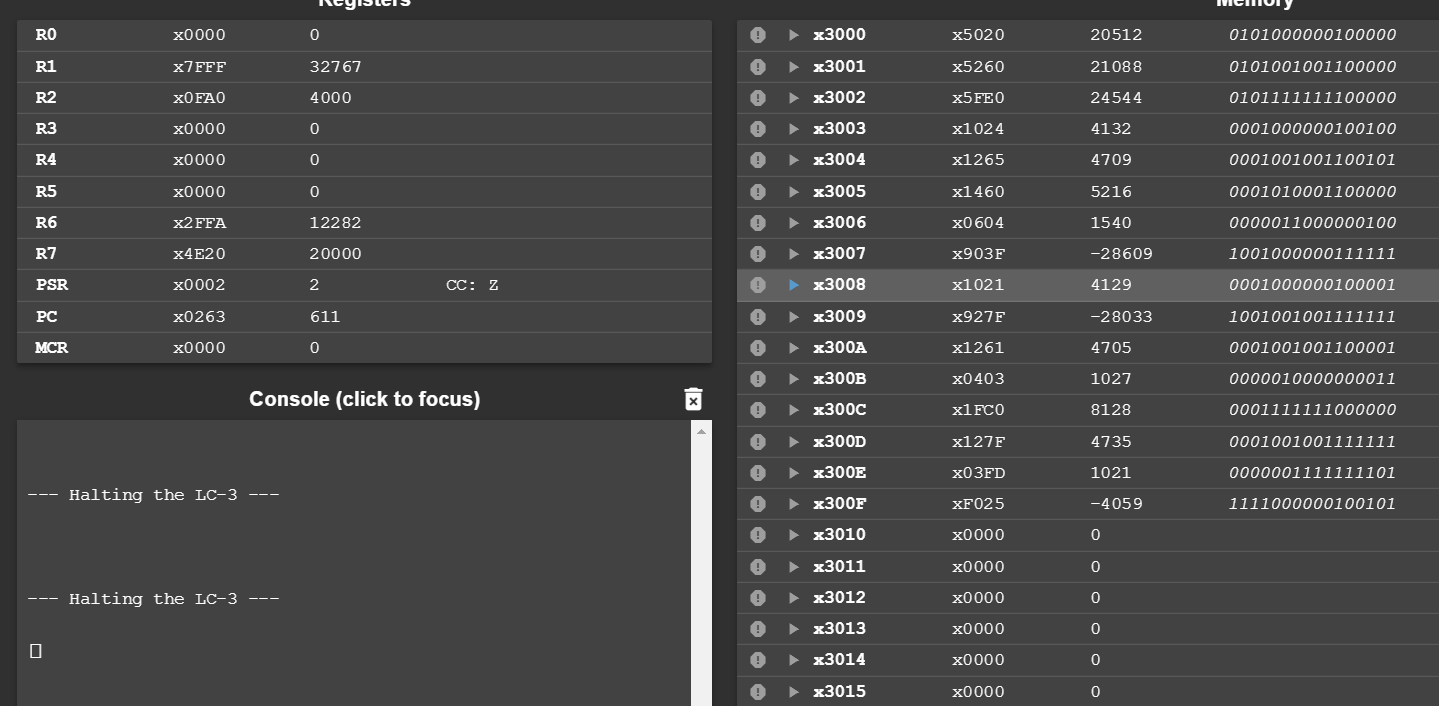 Registers
R0 x0000 0
R1 x7FFF 32767
R2 x0FA0 4000
R3 x0000 0
R4 x0000 0
R5 x0000 0
R6 x2FFA 12282
R7 x4E20 20000
PSR x0002 2 CC: Z
PC x0263 611
MCR x0000 0
Console (click to focus)
--- Halting the LC-3 ---
--- Halting the LC-3 ---
Memory
x3000 x5020 20512 0101000000100000
x3001 x5260 21088 0101001001100000
x3002 x5FE0 24544 0101111111100000
x3003 x1024 4132 0001000000100100
x3004 x1265 4709 0001001001100101
x3005 x1460 5216 0001010001100000
x3006 x0604 1540 0000011000000100
x3007 x903F -28609 1001000000111111
x3008 x1021 4129 0001000000100001
x3009 x927F -28033 1001001001111111
x300A x1261 4705 0001001001100001
x300B x0403 1027 0000010000000011
x300C x1FC0 8128 0001111111000000
x300D x127F 4735 0001001001111111
x300E x03FD 1021 0000001111111101
x300F xF025 -4059 1111000000100101
x3010 x0000 0
x3011 x0000 0
x3012 x0000 0
x3013 x0000 0
x3014 x0000 0
x3015 x0000 0